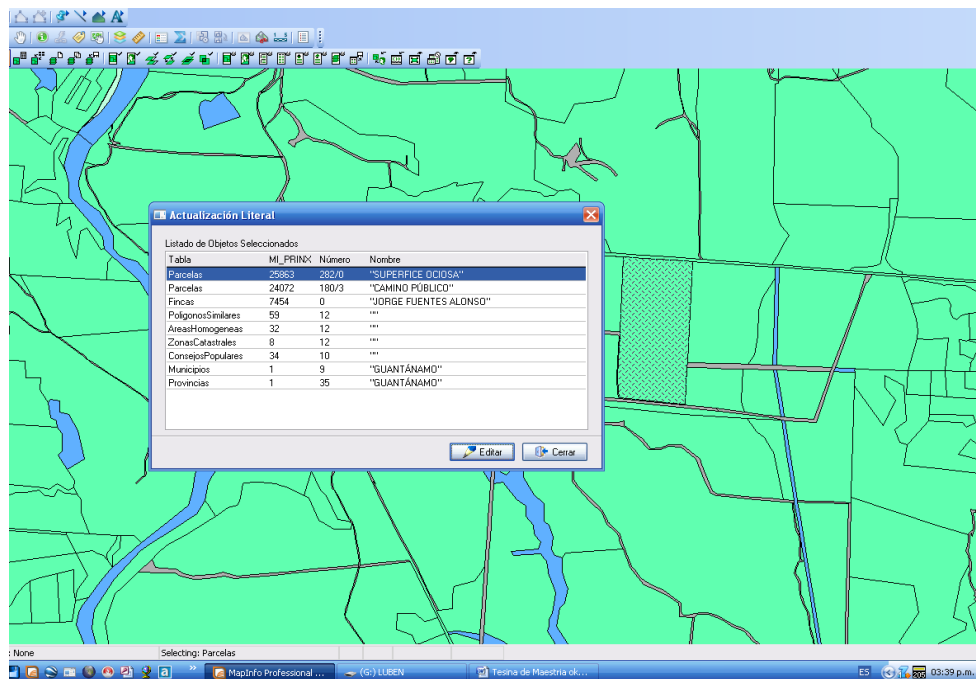 Actualización Literal
Listado de Objetos Seleccionados
Tabla MI_PRINX Número Nombre
Parcelas 25863 282/0 "SUPERFICE OCIOSA"
Parcelas 24072 180/3 "CAMINO PÚBLICO"
Fincas 7454 0 "JORGE FUENTES ALONSO"
PoligonosSimilares 59 12 ""
AreasHomogeneas 32 12 ""
ZonasCatastrales 8 12 ""
ConsejosPopulares 34 10 ""
Municipios 1 9 "GUANTÁNAMO"
Provincias 1 35 "GUANTÁNAMO"
Editar Cerrar
: None Selecting: Parcelas
MapInfo Professional ... (G:) LUBEN Tesina de Maestria ok... ES 03:39 p.m.